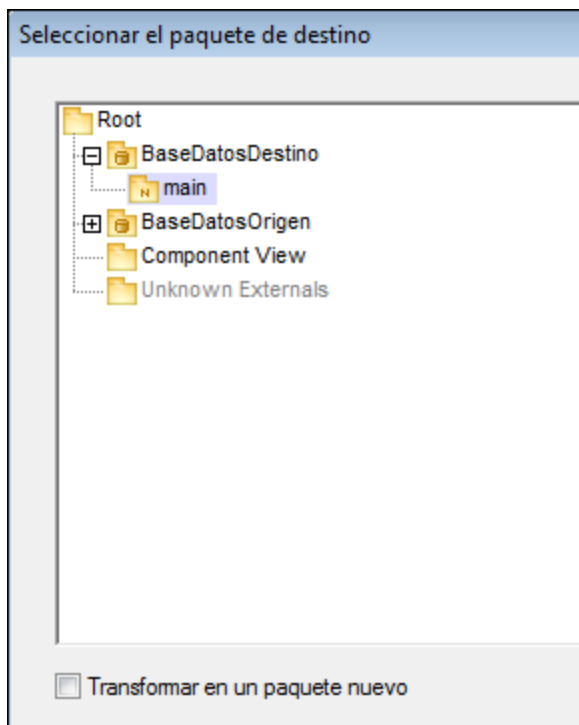 Seleccionar el paquete de destino
Root
BaseDatosDestino
N main
BaseDatosOrigen
Component View
Unknown Externals
Transformar en un paquete nuevo